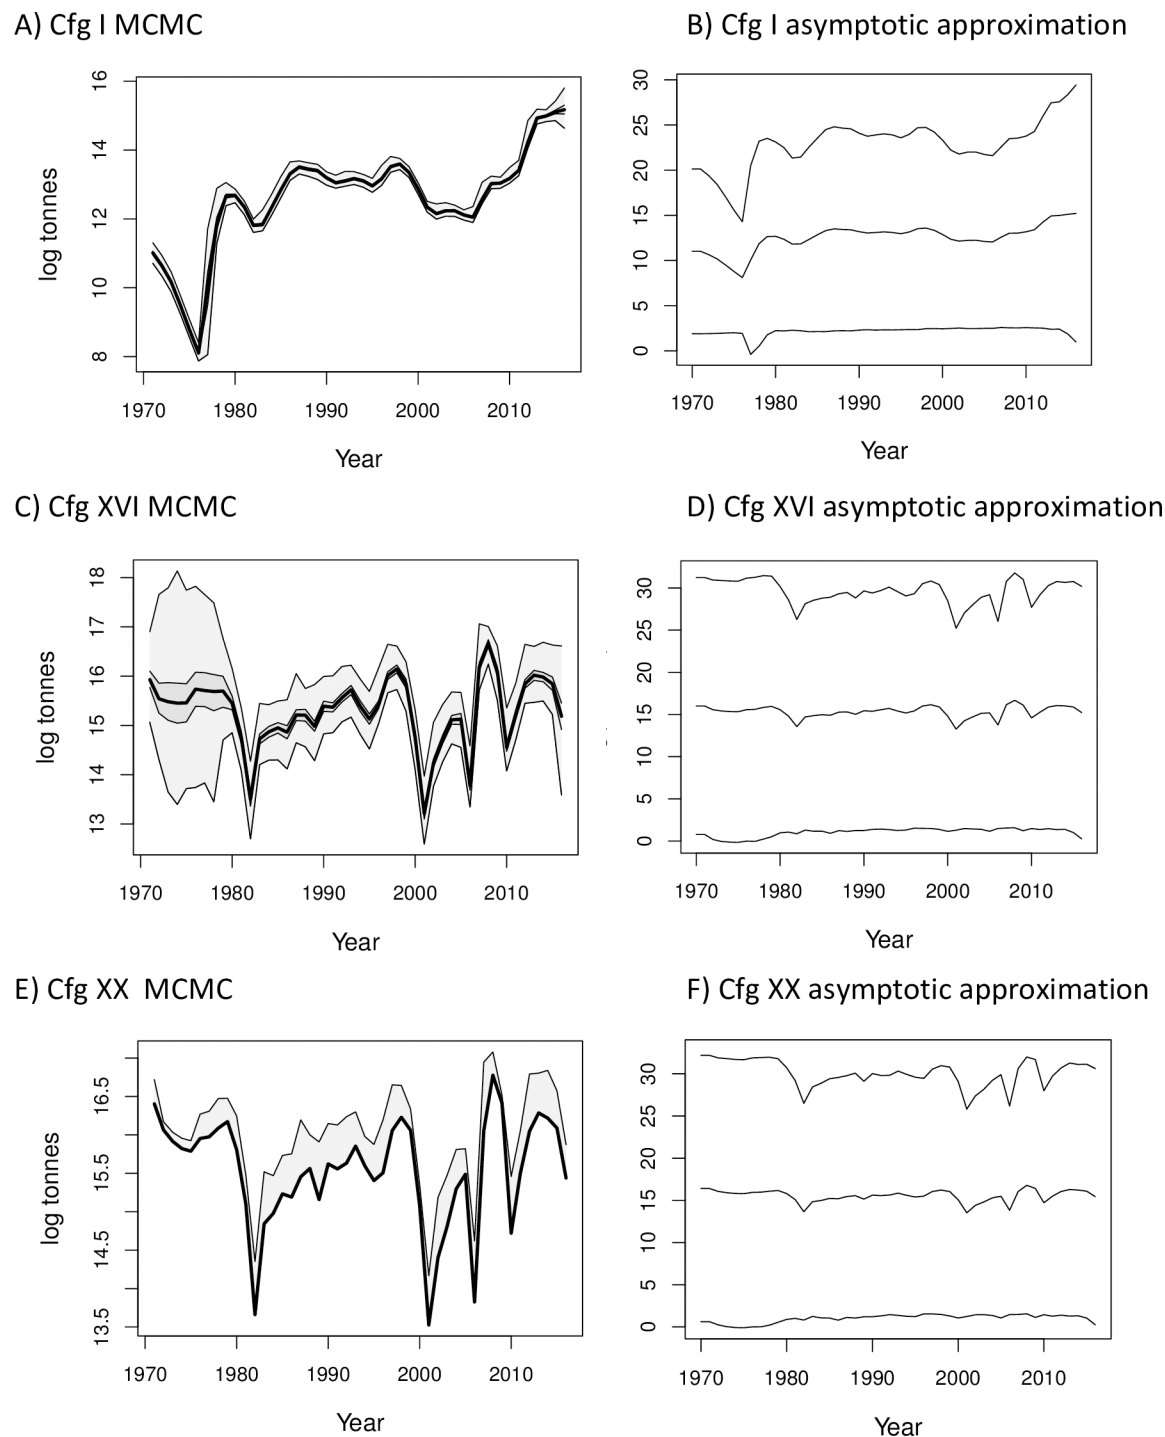 A) Cfg I MCMC
B) Cfg I asymptotic approximation
16
14
12
10
8
log tonnes
1970 1980 1990 2000 2010
Year
30
25
20
15
10
5
0
1970 1980 1990 2000 2010
Year
C) Cfg XVI MCMC
D) Cfg XVI asymptotic approximation
18
17
16
15
14
13
log tonnes
1970 1980 1990 2000 2010
Year
30
25
20
15
10
5
0
1970 1980 1990 2000 2010
Year
E) Cfg XX MCMC
F) Cfg XX asymptotic approximation
16.5
15.5
14.5
13.5
log tonnes
1970 1980 1990 2000 2010
Year
30
25
20
15
10
5
0
1970 1980 1990 2000 2010
Year